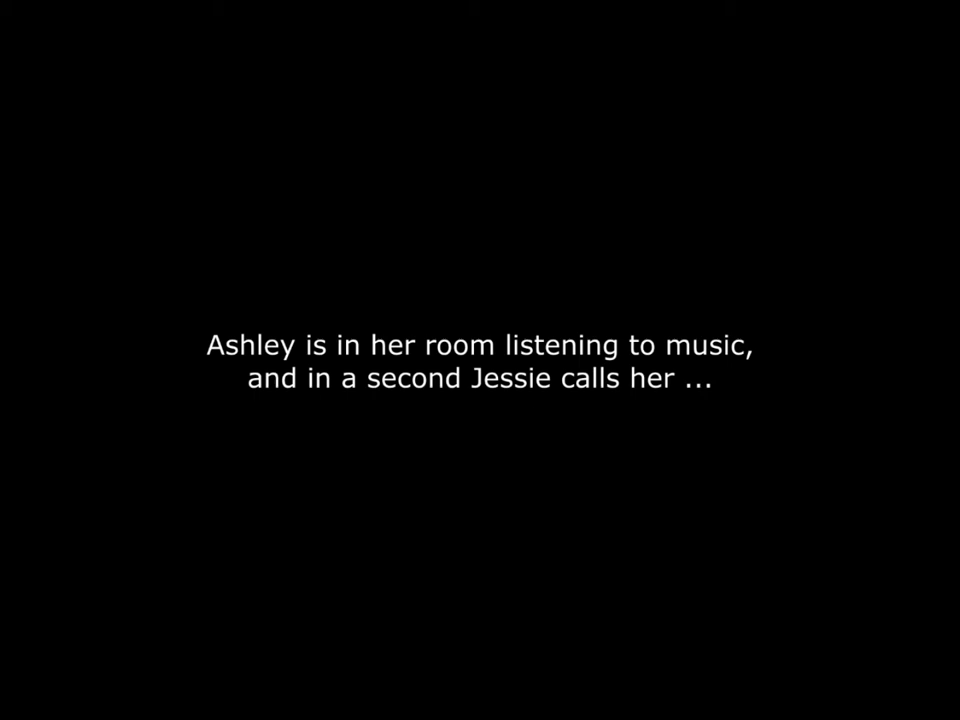 Ashley is in her room listening to music,
and in a second Jessie calls her ...